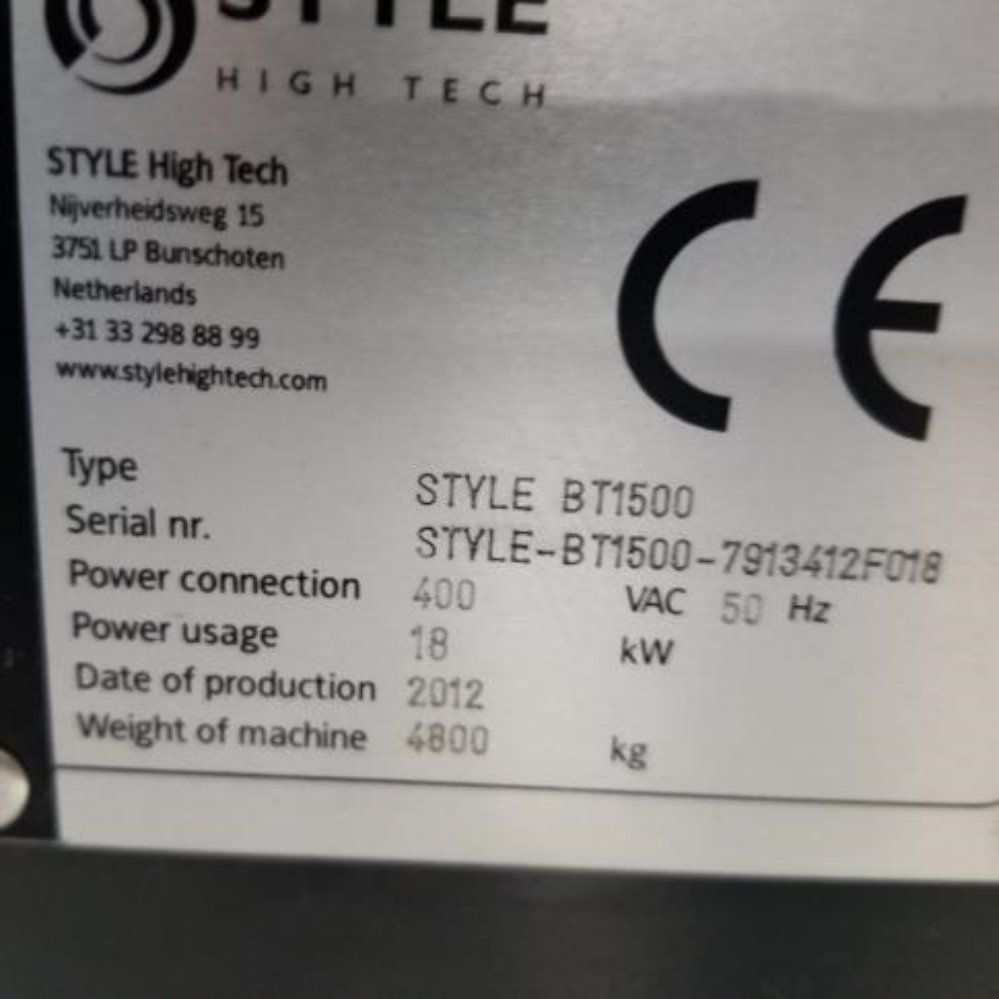 STYLE
HIGH TECH
STYLE High Tech
Nijverheidsweg 15
3751 LP Bunschoten
Netherlands
+31 33 298 88 99
www.stylehightech.com
CE
Type STYLE BT1500
Serial nr. STYLE-BT1500-7913412F018
Power connection 400 VAC 50 Hz
Power usage 18 kW
Date of production 2012
Weight of machine 4800 kg